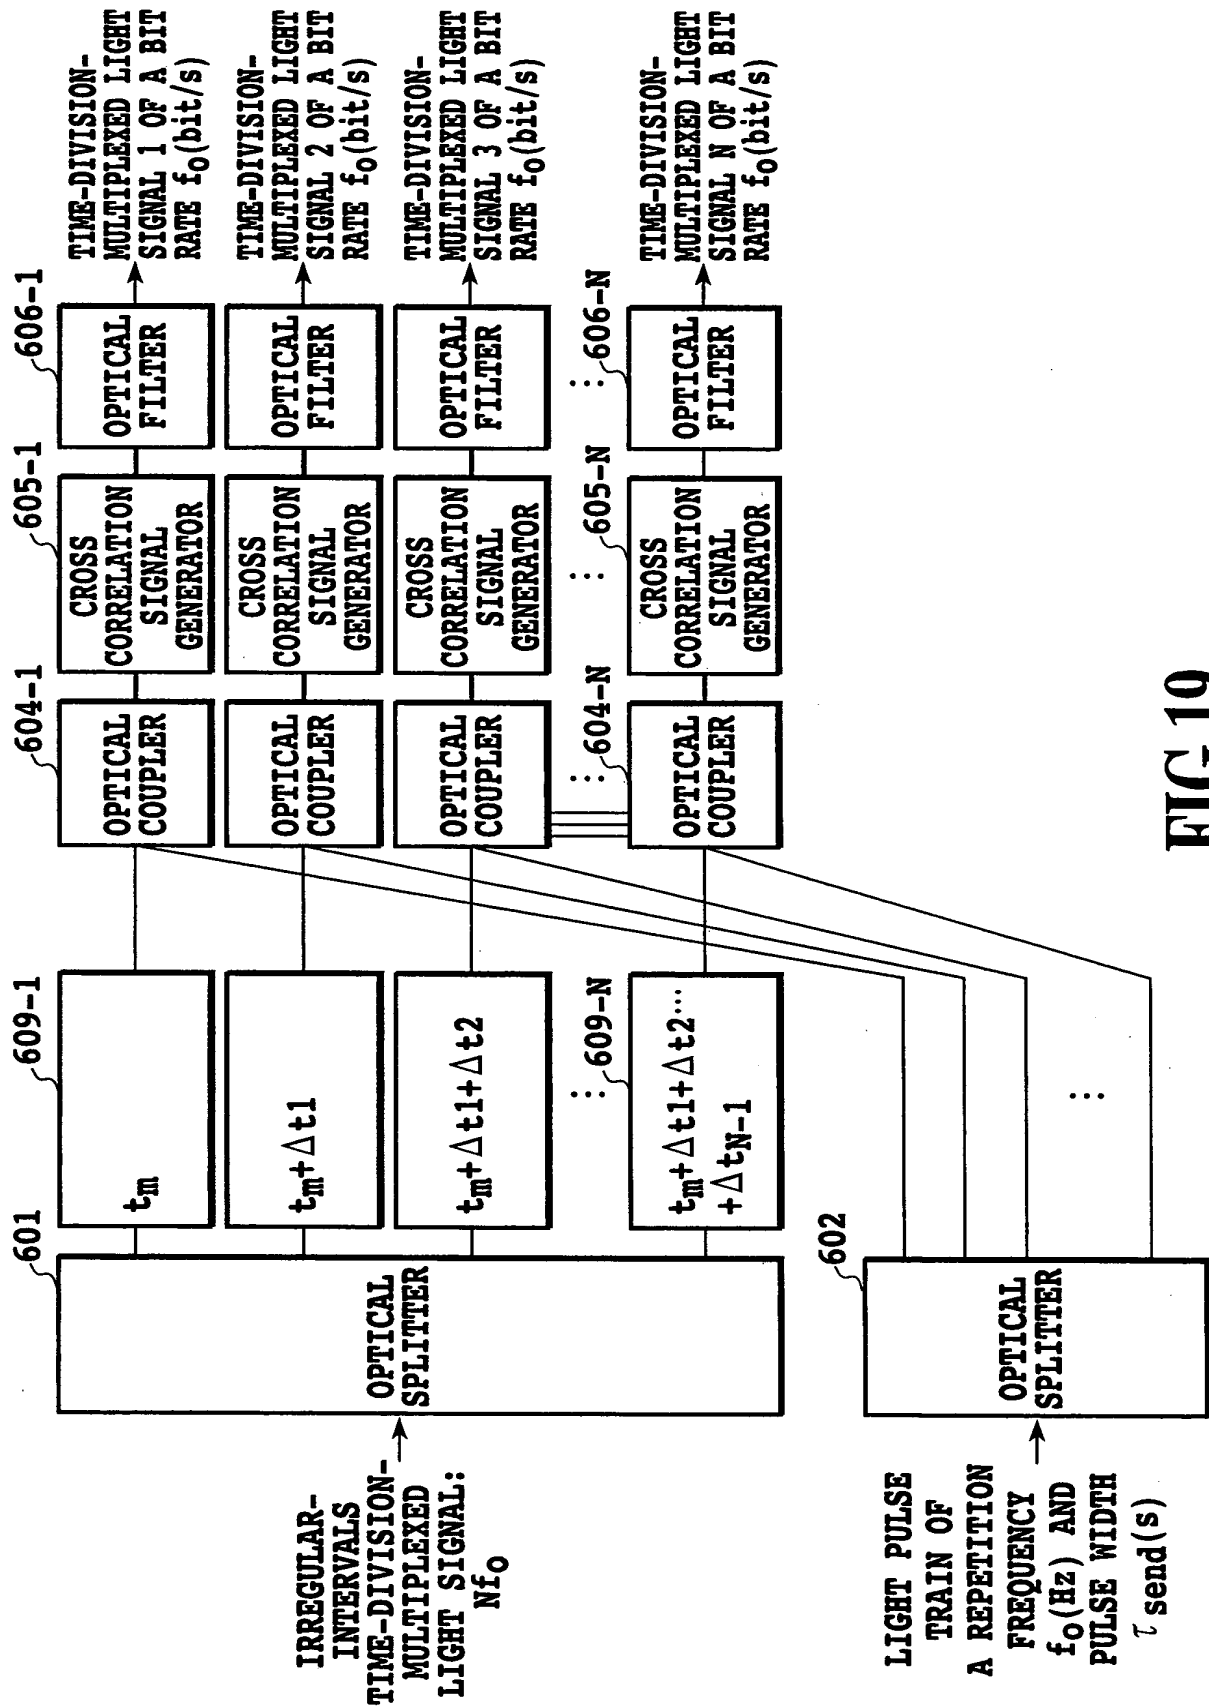 IRREGULAR-
INTERVALS
TIME-DIVISION-
MULTIPLEXED
LIGHT SIGNAL:
Nf0
601
OPTICAL
SPLITTER
609-1
tm
tm+Δt1
tm+Δt1+Δt2
609-N
tm+Δt1+Δt2···
+ΔtN-1
604-1
OPTICAL
COUPLER
OPTICAL
COUPLER
OPTICAL
COUPLER
604-N
OPTICAL
COUPLER
605-1
CROSS
CORRELATION
SIGNAL
GENERATOR
CROSS
CORRELATION
SIGNAL
GENERATOR
CROSS
CORRELATION
SIGNAL
GENERATOR
605-N
CROSS
CORRELATION
SIGNAL
GENERATOR
606-1
OPTICAL
FILTER
OPTICAL
FILTER
OPTICAL
FILTER
606-N
OPTICAL
FILTER
TIME-DIVISION-
MULTIPLEXED LIGHT
SIGNAL 1 OF A BIT
RATE f0(bit/s)
TIME-DIVISION-
MULTIPLEXED LIGHT
SIGNAL 2 OF A BIT
RATE f0(bit/s)
TIME-DIVISION-
MULTIPLEXED LIGHT
SIGNAL 3 OF A BIT
RATE f0(bit/s)
TIME-DIVISION-
MULTIPLEXED LIGHT
SIGNAL N OF A BIT
RATE f0(bit/s)
LIGHT PULSE
TRAIN OF
A REPETITION
FREQUENCY
f0(Hz) AND
PULSE WIDTH
τsend(s)
602
OPTICAL
SPLITTER
FIG.19